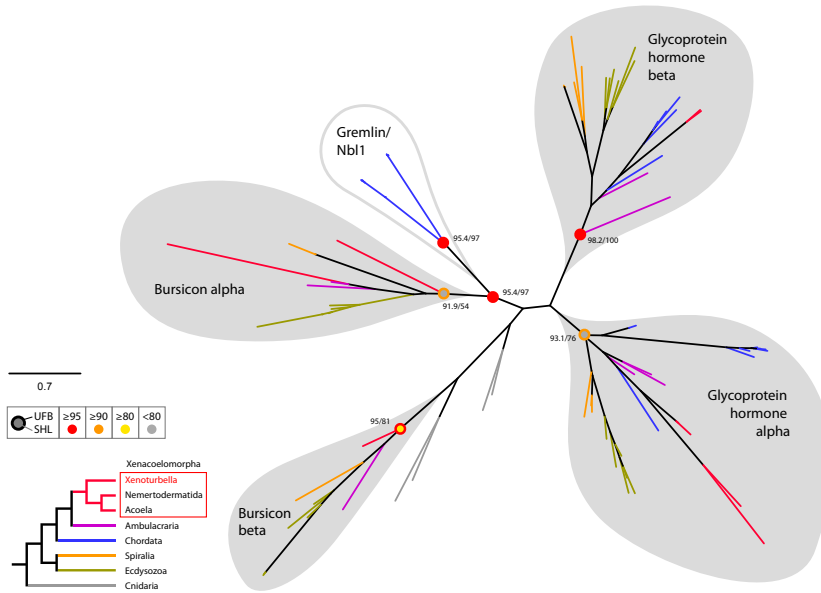 Glycoprotein
hormone
beta
Gremlin/
Nbl1
95.4/97
98.2/100
Bursicon alpha
95.4/97
91.9/54
93.1/76
Glycoprotein
hormone
alpha
0.7
UFB
SHL
≥95
≥90
≥80
<80
95/81
Bursicon
beta
Xenacoelomorpha
Xenoturbella
Nemertodermatida
Acoela
Ambulacraria
Chordata
Spiralia
Ecdysozoa
Cnidaria